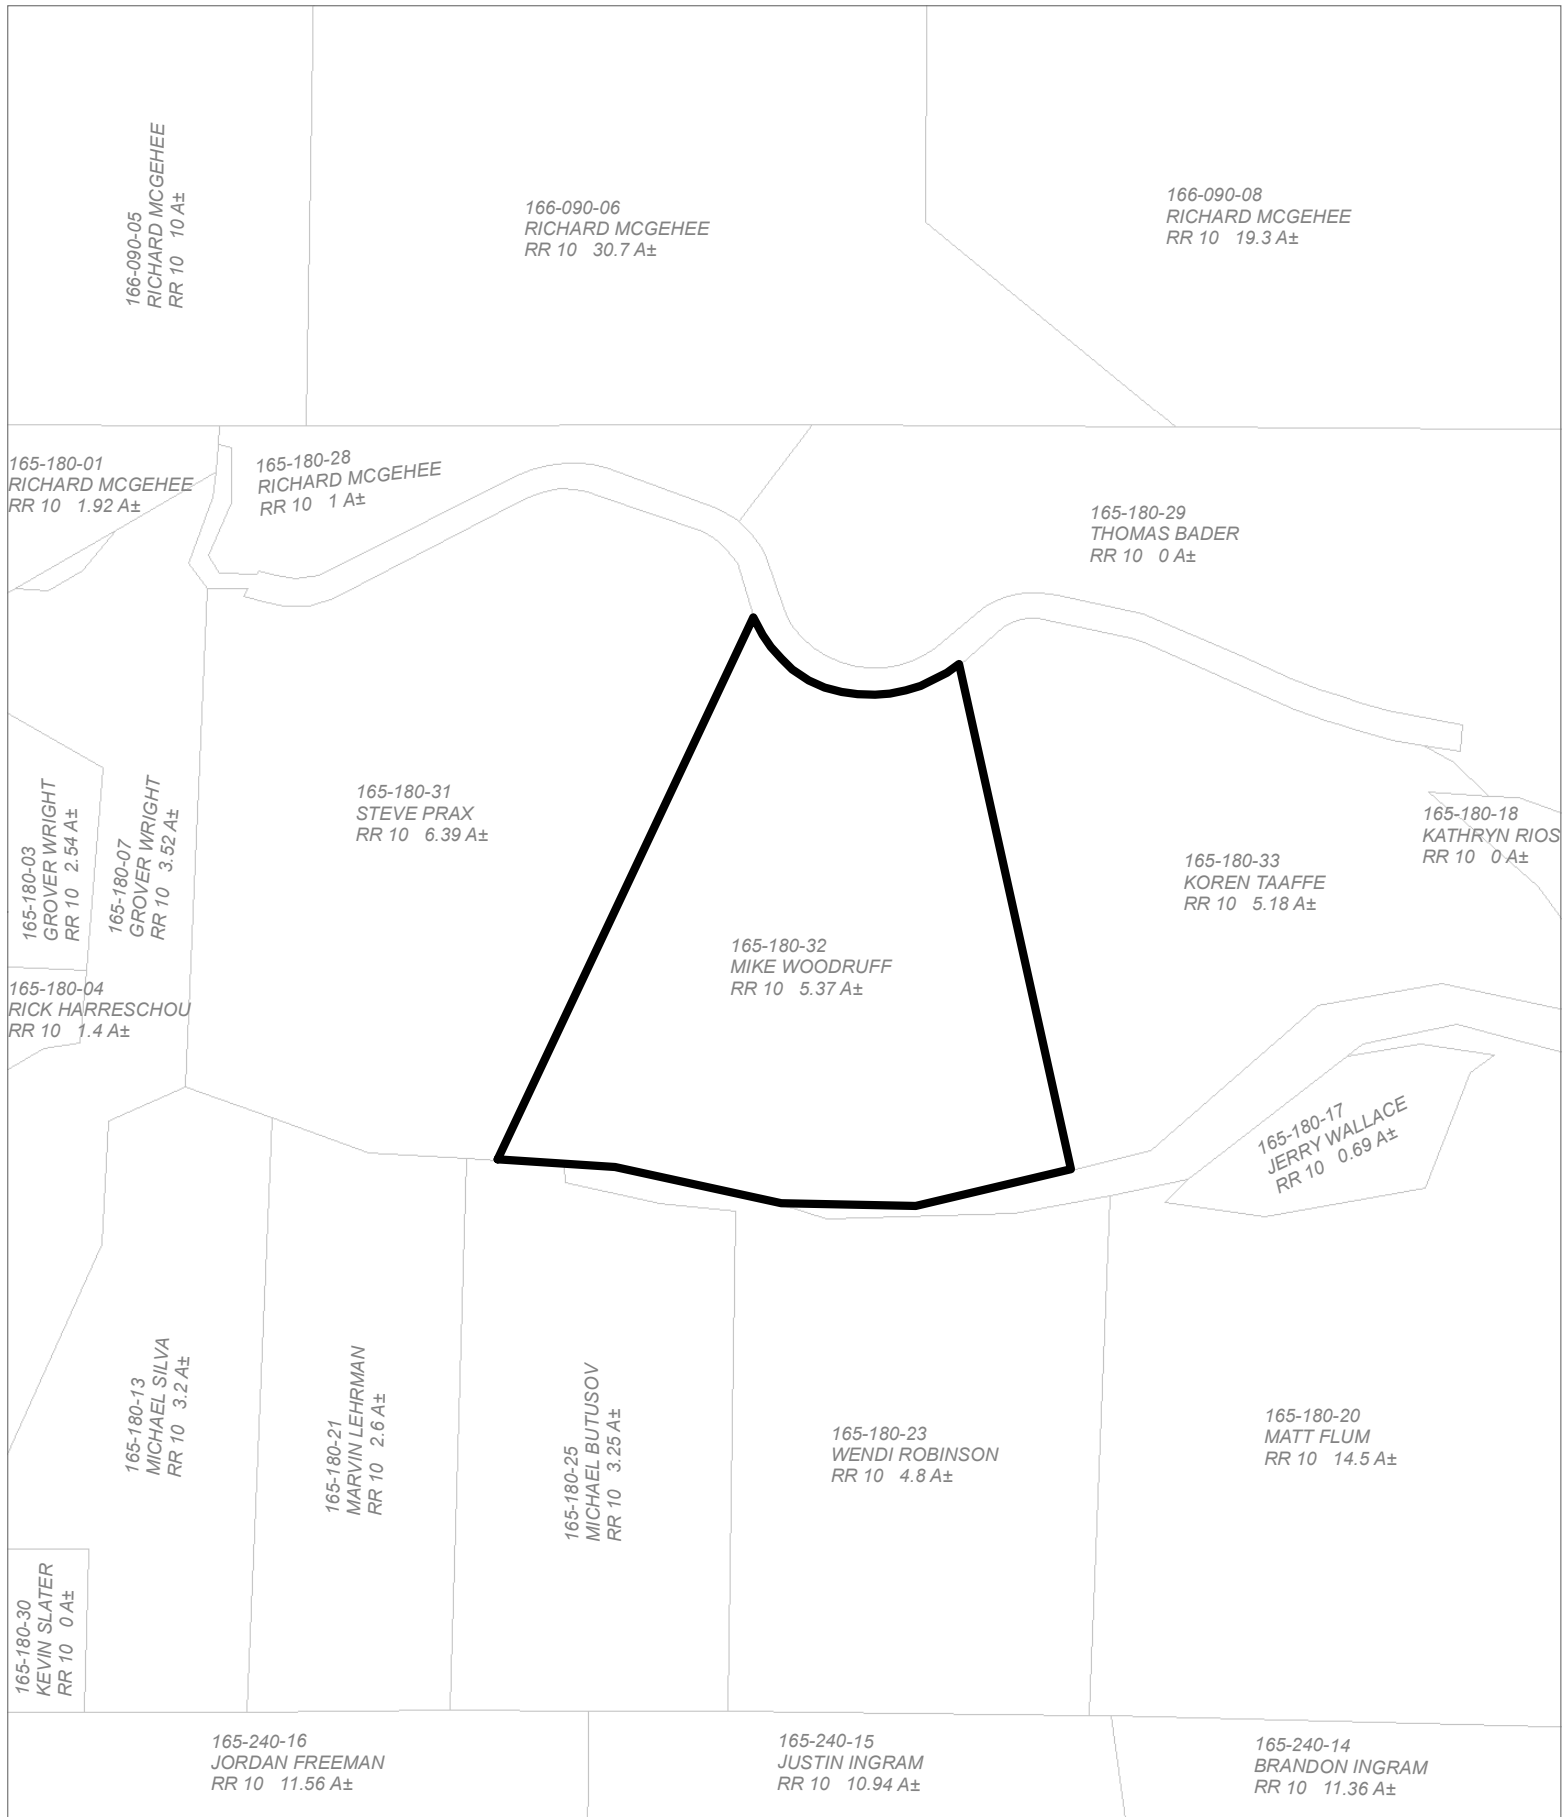 166-090-05
RICHARD MCGEHEE
RR 10 10 A±
166-090-06
RICHARD MCGEHEE
RR 10 30.7 A±
166-090-08
RICHARD MCGEHEE
RR 10 19.3 A±
165-180-01
RICHARD MCGEHEE
RR 10 1.92 A±
165-180-28
RICHARD MCGEHEE
RR 10 1 A±
165-180-29
THOMAS BADER
RR 10 0 A±
165-180-03
GROVER WRIGHT
RR 10 2.54 A±
165-180-07
GROVER WRIGHT
RR 10 3.52 A±
165-180-31
STEVE PRAX
RR 10 6.39 A±
165-180-18
KATHRYN RIOS
RR 10 0 A±
165-180-33
KOREN TAAFFE
RR 10 5.18 A±
165-180-32
MIKE WOODRUFF
RR 10 5.37 A±
165-180-04
RICK HARRESCHOU
RR 10 1.4 A±
165-180-17
JERRY WALLACE
RR 10 0.69 A±
165-180-13
MICHAEL SILVA
RR 10 3.2 A±
165-180-21
MARVIN LEHRMAN
RR 10 2.6 A±
165-180-25
MICHAEL BUTUSOV
RR 10 3.25 A±
165-180-23
WENDI ROBINSON
RR 10 4.8 A±
165-180-20
MATT FLUM
RR 10 14.5 A±
165-180-30
KEVIN SLATER
RR 10 0 A±
165-240-16
JORDAN FREEMAN
RR 10 11.56 A±
165-240-15
JUSTIN INGRAM
RR 10 10.94 A±
165-240-14
BRANDON INGRAM
RR 10 11.36 A±